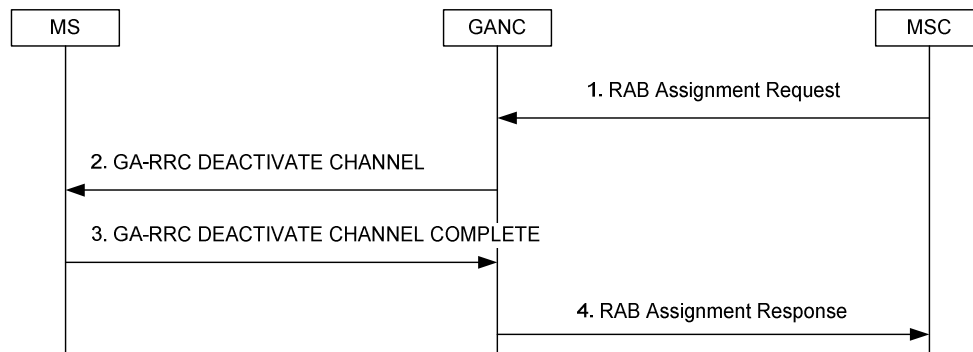 MS
GANC
MSC
1. RAB Assignment Request
2. GA-RRC DEACTIVATE CHANNEL
3. GA-RRC DEACTIVATE CHANNEL COMPLETE
4. RAB Assignment Response